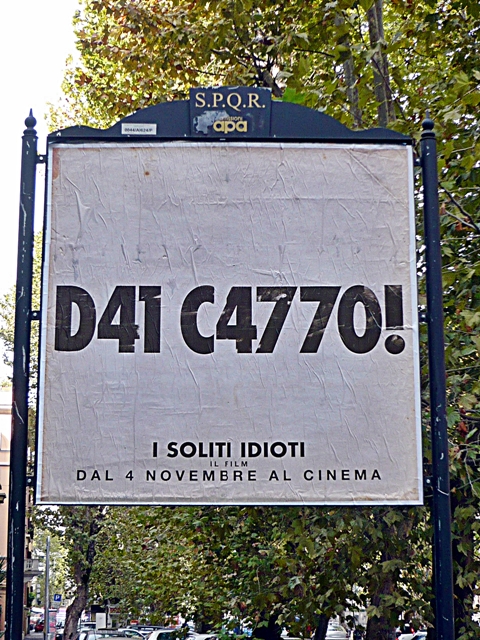 S.P.Q.R.
apa
D41 C4770!
I SOLITI IDIOTI
IL FILM
DAL 4 NOVEMBRE AL CINEMA